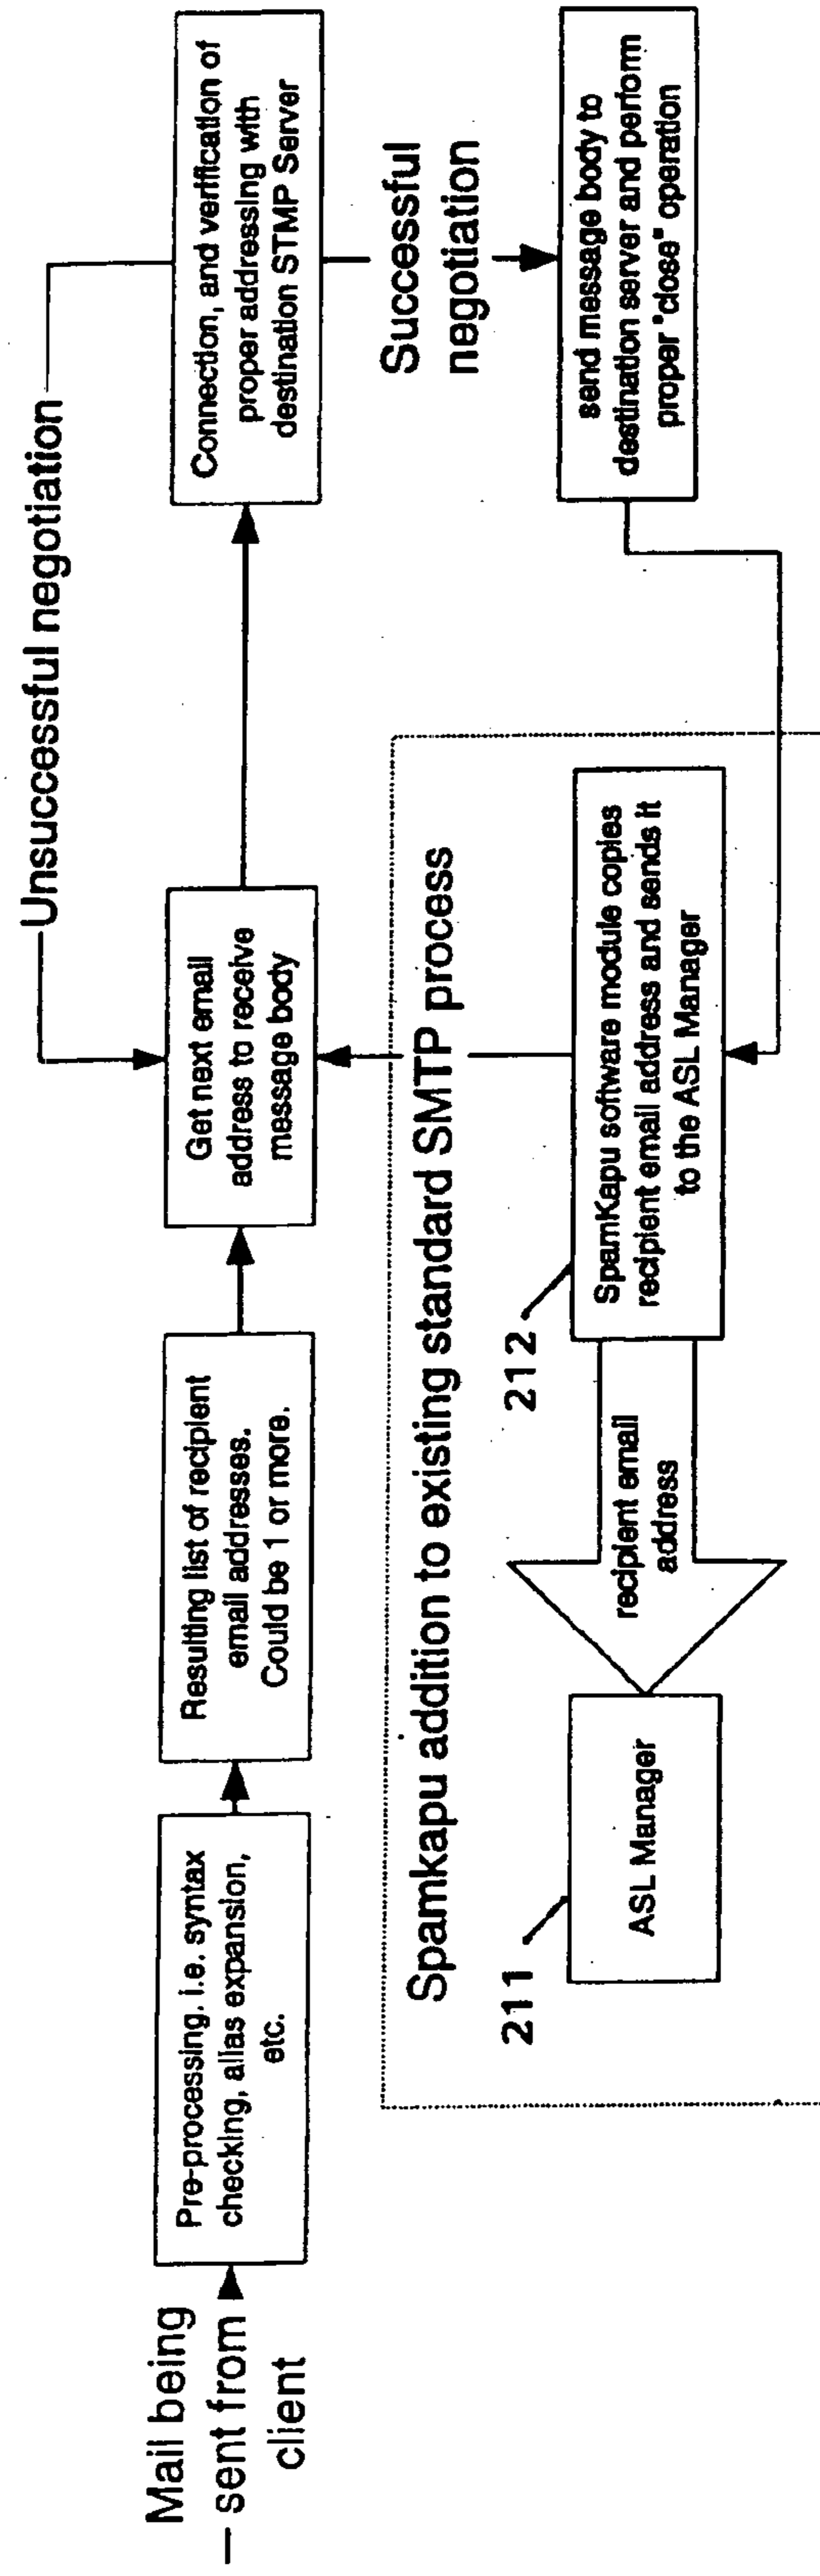 Mail being
sent from
client
Pre-processing, i.e. syntax
checking, alias expansion,
etc.
Resulting list of recipient
email addresses.
Could be 1 or more.
Get next email
address to receive
message body
Unsuccessful negotiation
Connection, and verification of
proper addressing with
destination STMP Server
Successful
negotiation
send message body to
destination server and perform
proper "close" operation
Spamkapu addition to existing standard SMTP process
212
SpamKapu software module copies
recipient email address and sends it
to the ASL Manager
recipient email
address
211
ASL Manager